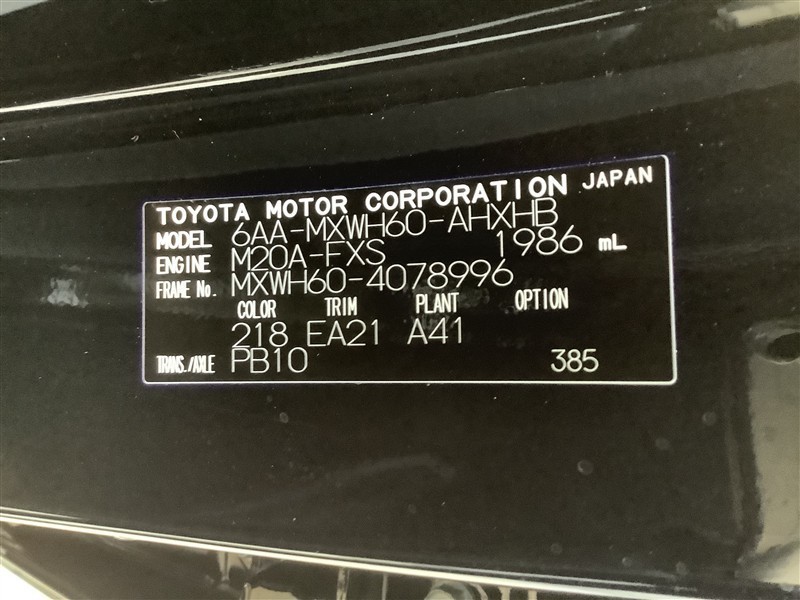 TOYOTA MOTOR CORPORATION JAPAN
MODEL 6AA-MXWH60-AHXHB
ENGINE M20A-FXS 1986 mL
FRAME No. MXWH60-4078996
COLOR TRIM PLANT OPTION
218 EA21 A41
TRANS./AXLE PB10 385